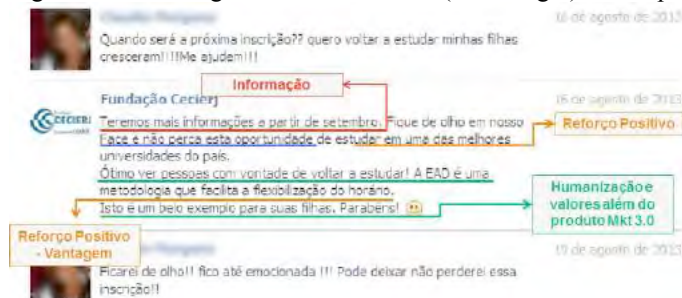 16 de agosto de 2013
Quando será a próxima inscrição?? quero voltar a estudar minhas filhas
cresceram!!!!Me ajudem!!!
Informação
Fundação Cecierj
16 de agosto de 2013
CECIERJ
Teremos mais informações a partir de setembro. Fique de olho em nosso
Reforço Positivo
Face e não perca esta oportunidade de estudar em uma das melhores
universidades do país.
Ótimo ver pessoas com vontade de voltar a estudar! A EAD é uma
metodologia que facilita a flexibilização do horário.
Isto é um belo exemplo para suas filhas. Parabéns!
Humanização e
valores além do
produto Mkt 3.0
Reforço Positivo
- Vantagem
19 de agosto de 2013
Ficarei de olho!! fico até emocionada !!! Pode deixar não perderei essa
inscrição!!